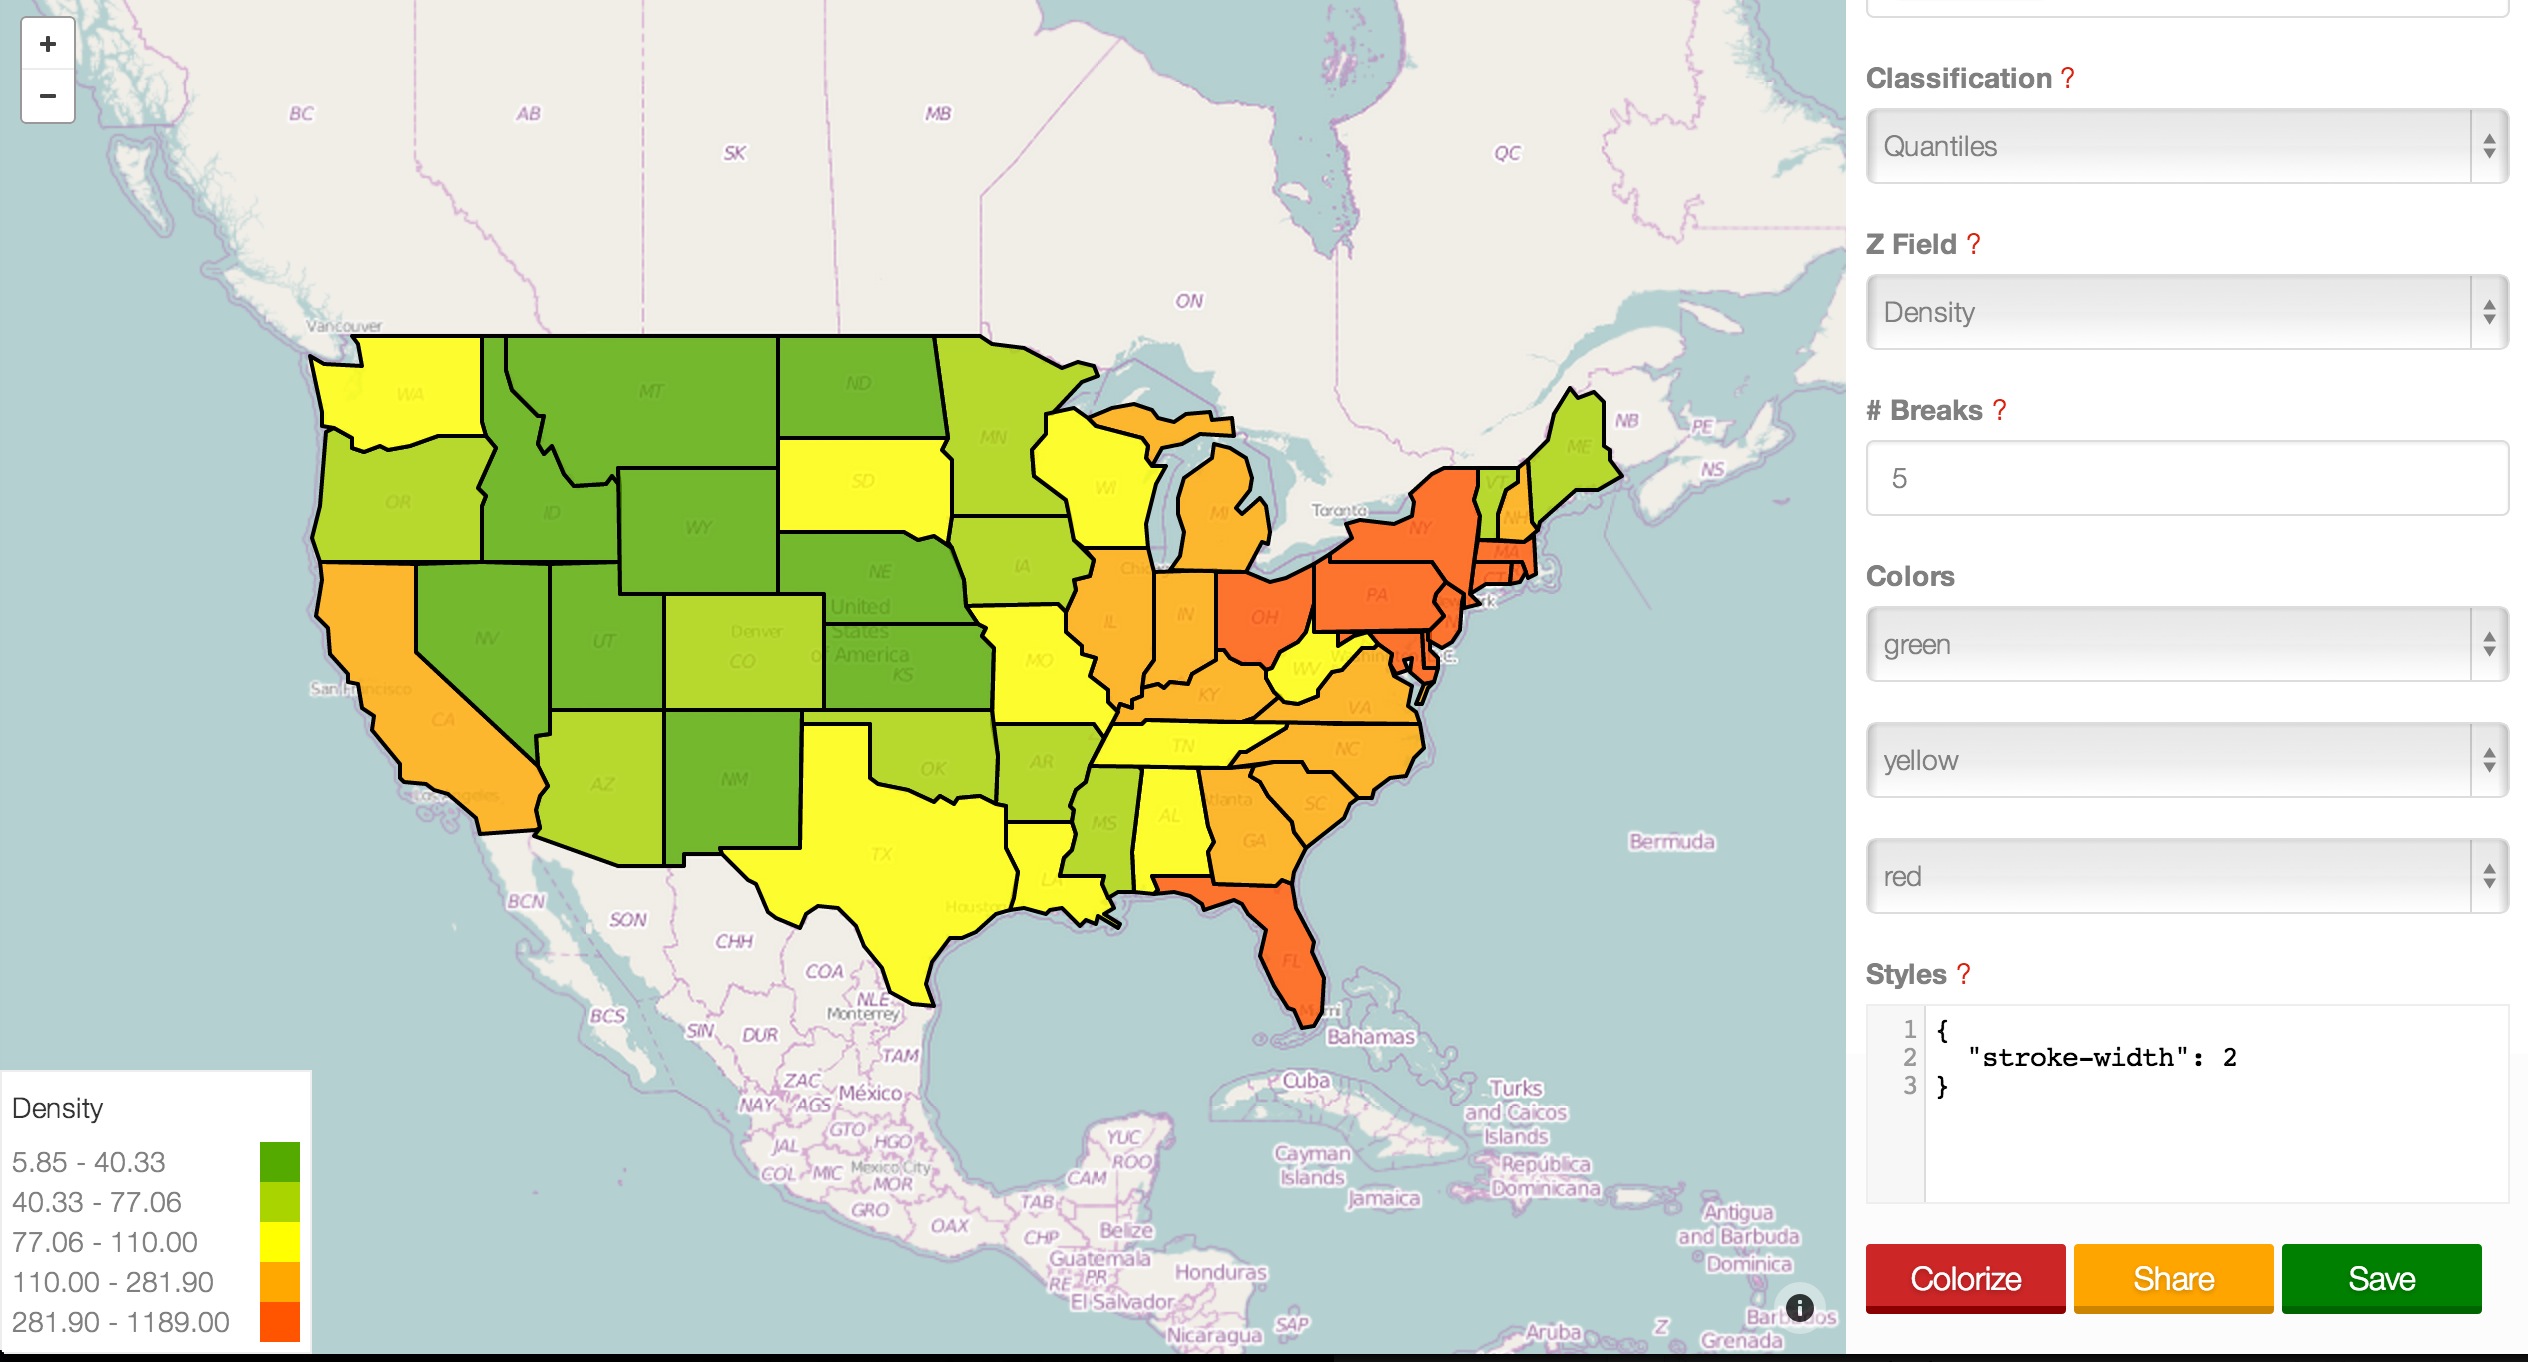 +
−
BC
AB
SK
MB
ON
QC
NB
PE
NS
Vancouver
WA
MT
ND
MN
OR
ID
WY
SD
WI
MI
Toronto
NY
VT
NH
ME
MA
CT
NE
IA
IL
IN
OH
PA
NV
UT
Denver
CO
United
States
of America
KS
MO
WV
KY
VA
San Francisco
CA
Los Angeles
AZ
NM
OK
AR
TN
NC
TX
LA
MS
AL
Atlanta
GA
SC
FL
Houston
Miami
Bermuda
Bahamas
BCN
SON
CHH
COA
NLE
Monterrey
BCS
SIN
DUR
TAM
ZAC
NAY
AGS
México
JAL
GTO
HGO
COL
MIC
Mexico City
MOR
GRO
OAX
TAB
CHP
CAM
YUC
ROO
Belize
Guatemala
RE
PR
El Salvador
Honduras
Nicaragua
SAP
Cuba
Cayman
Islands
Jamaica
Turks
and Caicos
Islands
República
Dominicana
Antigua
and Barbuda
Dominica
Barbados
Grenada
Aruba
Z
i
Density
5.85 - 40.33
40.33 - 77.06
77.06 - 110.00
110.00 - 281.90
281.90 - 1189.00
Classification ?
Quantiles
Z Field ?
Density
# Breaks ?
5
Colors
green
yellow
red
Styles ?
1 {
2 "stroke-width": 2
3 }
Colorize
Share
Save